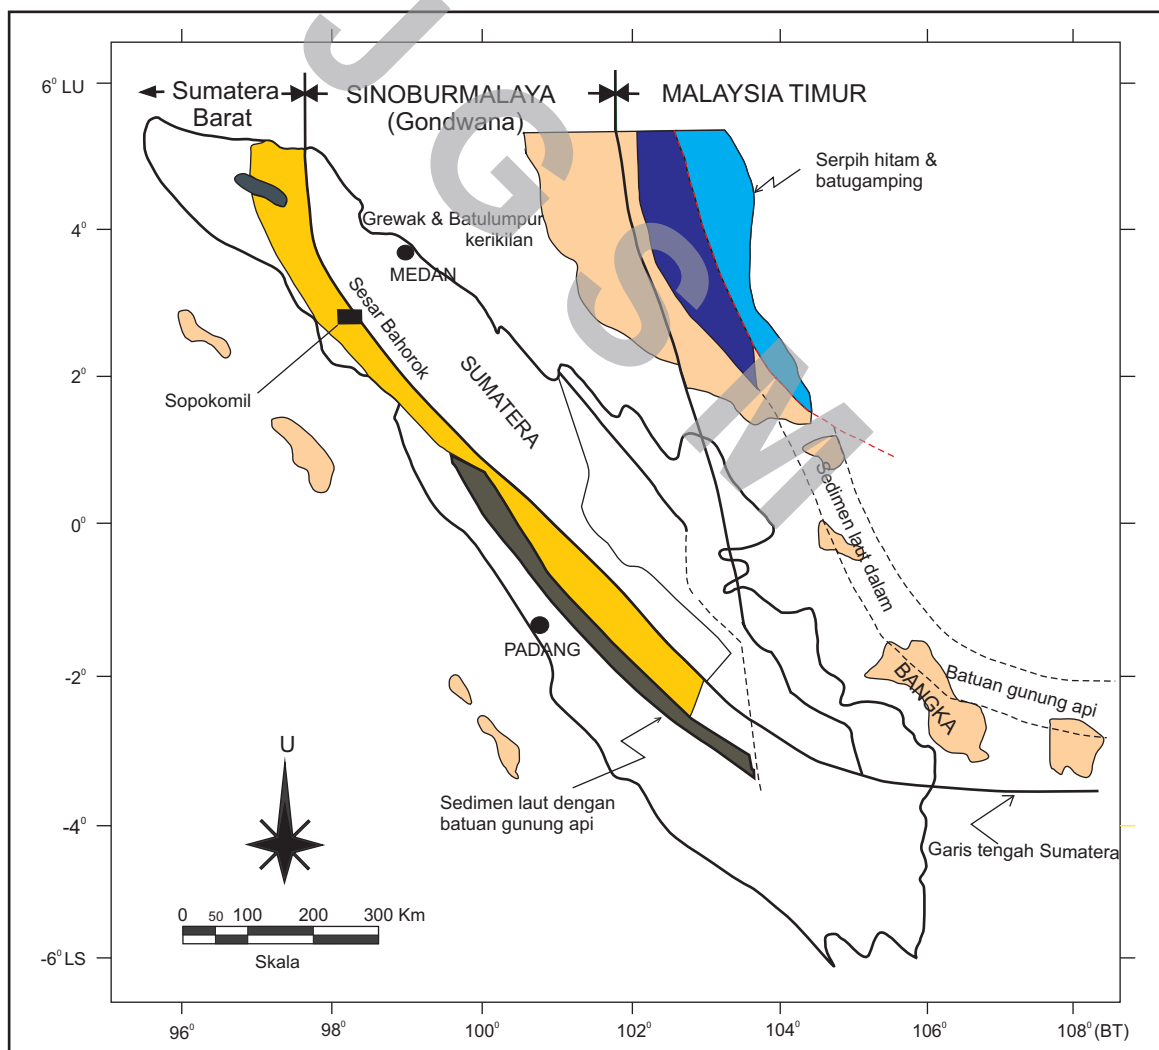 6° LU
Sumatera
Barat
SINOBURMALAYA
(Gondwana)
MALAYSIA TIMUR
Serpih hitam &
batugamping
4°
Grewak & Batulumpur
kerikilan
MEDAN
Sesar Bahorok
2°
Sopokomil
SUMATERA
0°
Sedimen laut dalam
PADANG
-2°
BANGKA
Batuan gunung api
U
Sedimen laut dengan
batuan gunung api
-4°
Garis tengah Sumatera
0 50 100 200 300 Km
Skala
-6° LS
96° 98° 100° 102° 104° 106° 108° (BT)
JGSM